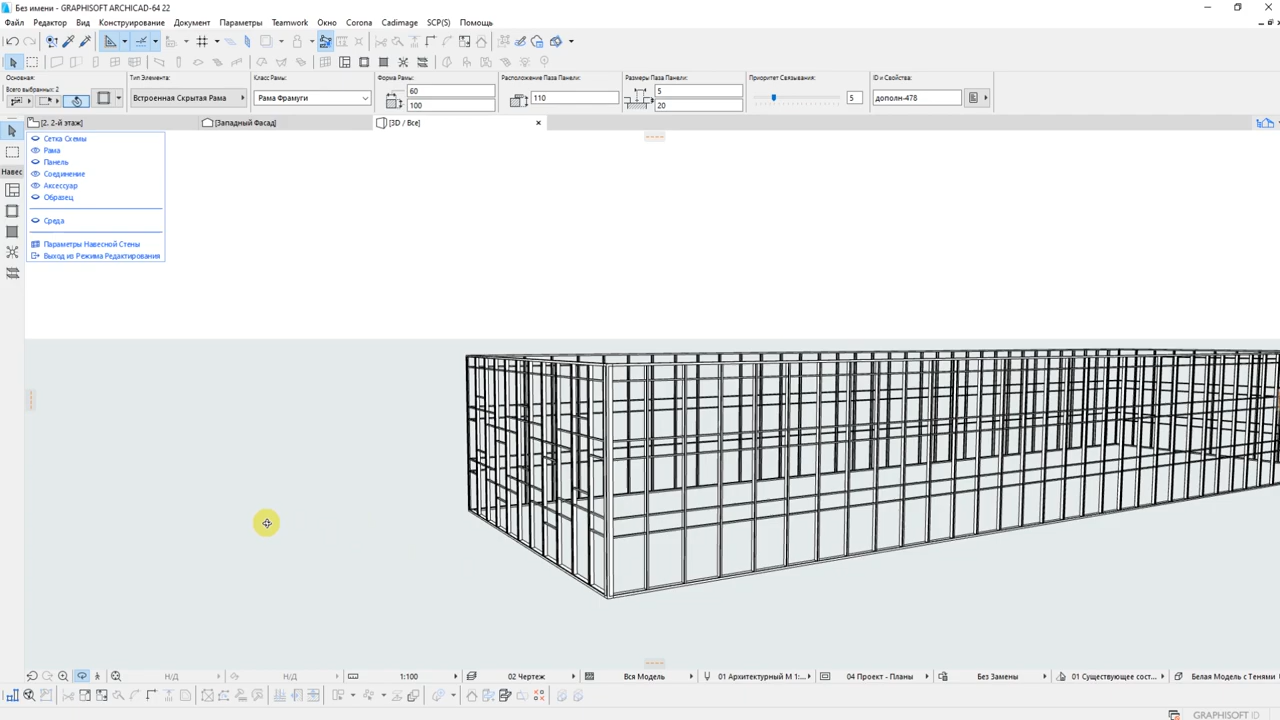 Без имени - GRAPHISOFT ARCHICAD-64 22
Файл Редактор Вид Конструирование Документ Параметры Teamwork Окно Corona Cadimage SCP(S) Помощь
Основная: Тип Элемента: Класс Рамы: Форма Рамы: Расположение Паза Панели: Размеры Паза Панели: Приоритет Связывания: ID и Свойства:
Всего выбранных: 2
60
5
Встроенная Скрытая Рама Рама Фрамуги 110 5 дополн-478
100
20
[2. 2-й этаж] [Западный Фасад] [3D / Все]
Сетка Схемы
Рама
Панель
Соединение
Навес
Аксессуар
Образец
Среда
Параметры Навесной Стены
Выход из Режима Редактирования
Н/Д Н/Д 1:100 02 Чертеж Вся Модель 01 Архитектурный М 1:... 04 Проект - Планы Без Замены 01 Существующее сост... Белая Модель с Тенями
GRAPHISOFT ID